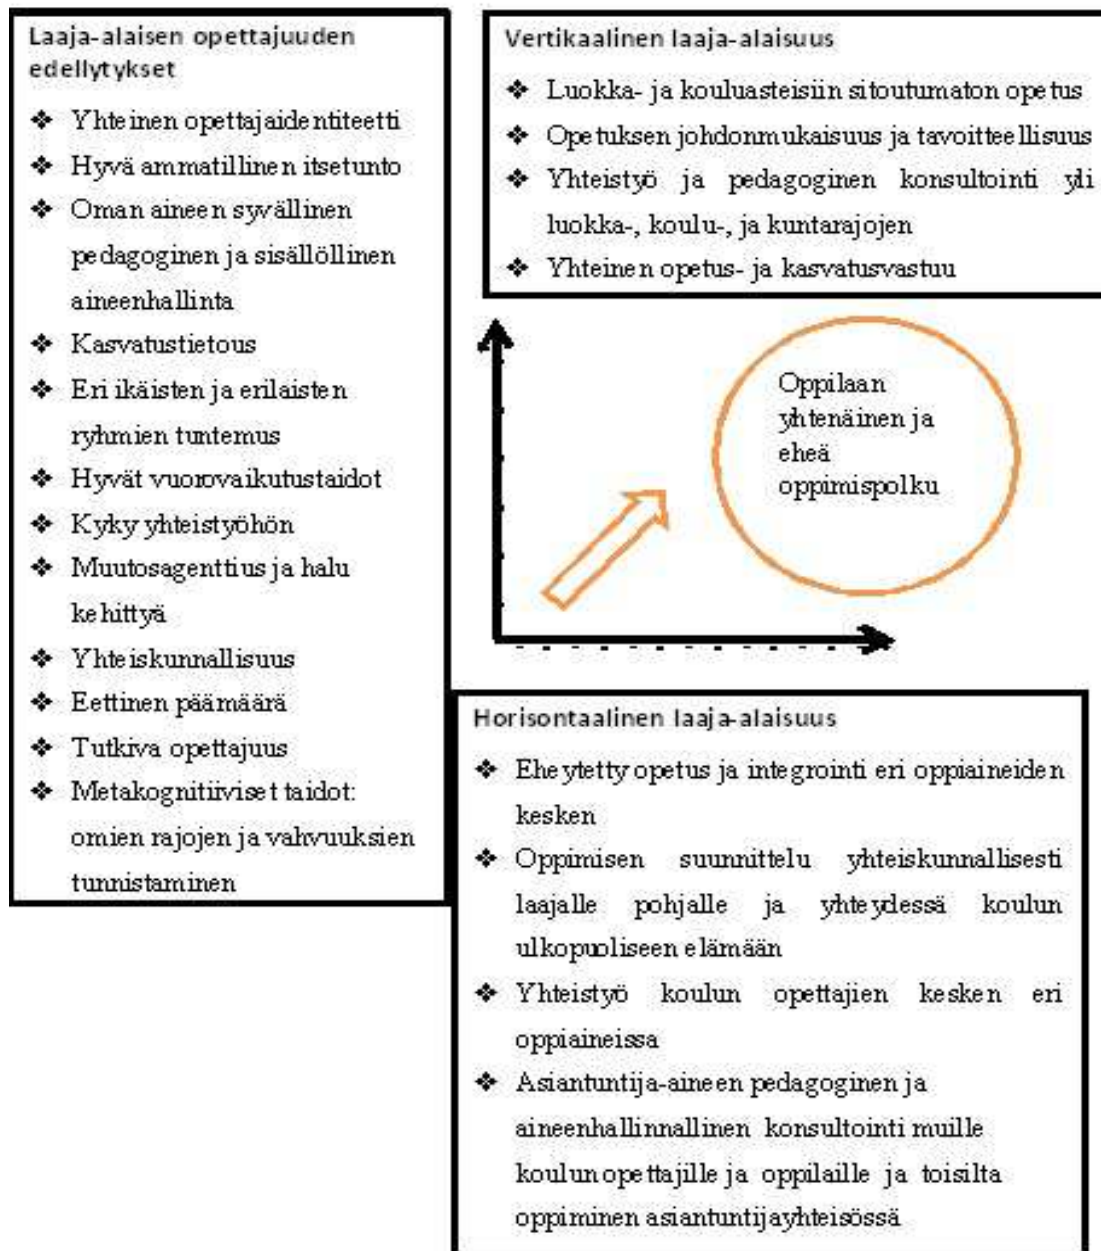 Laaja-alaisen opettajuuden
edellytykset
❖ Yhteinen opettajaidentiteetti
❖ Hyvä ammatillinen itsetunto
❖ Oman aineen syvällinen
pedagoginen ja sisällöllinen
aineenhallinta
❖ Kasvatustietous
❖ Eri ikäisten ja erilaisten
ryhmien tuntemus
❖ Hyvät vuorovaikutustaidot
❖ Kyky yhteistyöhön
❖ Muutosagenttius ja halu
kehittyä
❖ Yhteiskunnallisuus
❖ Eettinen päämäärä
❖ Tutkiva opettajuus
❖ Metakognitiiviset taidot:
omien rajojen ja vahvuuksien
tunnistaminen
Vertikaalinen laaja-alaisuus
❖ Luokka- ja kouluasteisiin sitoutumaton opetus
❖ Opetuksen johdonmukaisuus ja tavoitteellisuus
❖ Yhteistyö ja pedagoginen konsultointi yli
luokka-, koulu-, ja kuntarajojen
❖ Yhteinen opetus- ja kasvatusvastuu
Oppilaan
yhtenäinen ja
eheä
oppimispolku
Horisontaalinen laaja-alaisuus
❖ Eheytetty opetus ja integrointi eri oppiaineiden
kesken
❖ Oppimisen suunnittelu yhteiskunnallisesti
laajalle pohjalle ja yhteydessä koulun
ulkopuoliseen elämään
❖ Yhteistyö koulun opettajien kesken eri
oppiaineissa
❖ Asiantuntija-aineen pedagoginen ja
aineenhallinnallinen konsultointi muille
koulun opettajille ja oppilaille ja toisilta
oppiminen asiantuntijayhteisössä